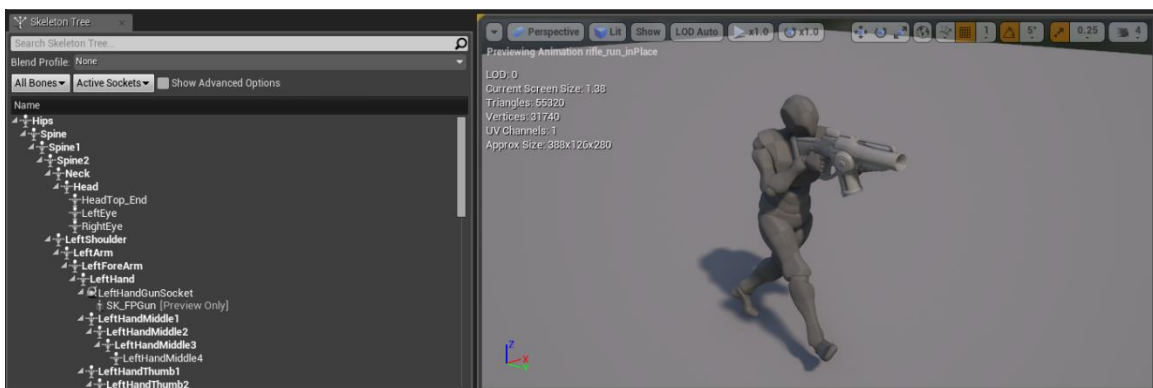 Skeleton Tree
Search Skeleton Tree...
Blend Profile: None
All Bones Active Sockets Show Advanced Options
Name
Hips
Spine
Spine1
Spine2
Neck
Head
HeadTop_End
LeftEye
RightEye
LeftShoulder
LeftArm
LeftForeArm
LeftHand
LeftHandGunSocket
SK_FPGun [Preview Only]
LeftHandMiddle1
LeftHandMiddle2
LeftHandMiddle3
LeftHandMiddle4
LeftHandThumb1
LeftHandThumb2
Perspective Lit Show LOD Auto x1.0 x1.0 1 5° 0.25 4
Previewing Animation rifle_run_inPlace
LOD: 0
Current Screen Size: 1.38
Triangles: 55320
Vertices: 31740
UV Channels: 1
Approx Size: 388x126x280
Z
X
Y